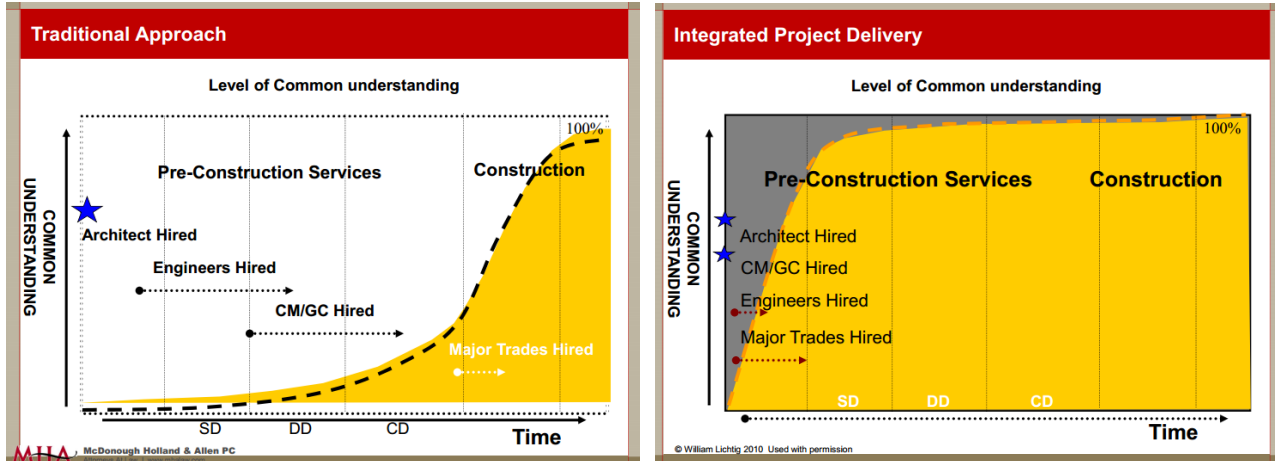 Traditional Approach
Level of Common understanding
100%
Pre-Construction Services
Construction
COMMON
UNDERSTANDING
Architect Hired
Engineers Hired
CM/GC Hired
Major Trades Hired
SD
DD
CD
Time
MHA
McDonough Holland & Allen PC
Integrated Project Delivery
Level of Common understanding
100%
Pre-Construction Services
Construction
COMMON
UNDERSTANDING
Architect Hired
CM/GC Hired
Engineers Hired
Major Trades Hired
SD
DD
CD
Time
© William Lichtig 2010 Used with permission